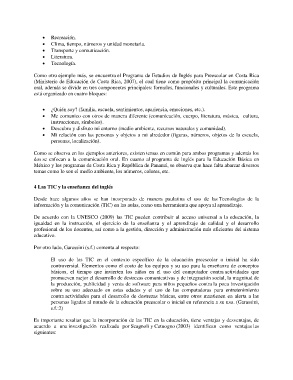 • Recreación.
• Clima, tiempo, números y unidad monetaria.
• Transporte y comunicación.
• Literatura.
• Tecnología.
Como otro ejemplo más, se encuentra el Programa de Estudios de Inglés para Preescolar en Costa Rica
(Ministerio de Educación de Costa Rica, 2007), el cual tiene como propósito principal la comunicación
oral, además se divide en tres componentes principales: formales, funcionales y culturales. Este programa
está organizado en cuatro bloques:
• ¿Quién soy? (familia, escuela, sentimientos, apariencia, emociones, etc.).
• Me comunico con otros de manera diferente (comunicación, cuerpo, literatura, música, cultura,
instrucciones, símbolos).
• Descubro y disfruto mi entorno (medio ambiente, recursos naturales y comunidad).
• Mi relación con las personas y objetos a mi alrededor (figuras, números, objetos de la escuela,
personas, localización).
Como se observa en los ejemplos anteriores, existen temas en común para ambos programas y además los
dos se enfocan a la comunicación oral. En cuanto al programa de inglés para la Educación Básica en
México y los programas de Costa Rica y República de Panamá, se observa que hace falta abarcar diversos
temas como lo son el medio ambiente, los números, colores, etc.
4 Las TIC y la enseñanza del inglés
Desde hace algunos años se han incorporado de manera paulatina el uso de las Tecnologías de la
información y la comunicación (TIC) en las aulas, como una herramienta que apoya al aprendizaje.
De acuerdo con la UNESCO (2009) las TIC pueden contribuir al acceso universal a la educación, la
igualdad en la instrucción, el ejercicio de la enseñanza y el aprendizaje de calidad y el desarrollo
profesional de los docentes, así como a la gestión, dirección y administración más eficientes del sistema
educativo.
Por otro lado, Garassini (s.f.) comenta al respecto:
El uso de las TIC en el contexto específico de la educación preescolar o inicial ha sido
controversial. Elementos como el costo de los equipos y su uso para la enseñanza de conceptos
básicos, el tiempo que invierten los niños en el uso del computador contra actividades que
promueven mejor el desarrollo de destrezas comunicativas y de integración social, la magnitud de
la producción, publicidad y venta de software para niños pequeños contra la poca investigación
sobre su uso adecuado en estas edades y el uso de las computadoras para entretenimiento
contra actividades para el desarrollo de destrezas básicas, entre otros mantienen en alerta a las
personas ligadas al estudio de la educación preescolar o inicial en referencia a su uso. (Garassini,
s.f. 2)
Es importante resaltar que la incorporación de las TIC en la educación, tiene ventajas y desventajas, de
acuerdo a una investigación realizada por Scagnoli y Cattogno (2003) identifican como ventajas las
siguientes: